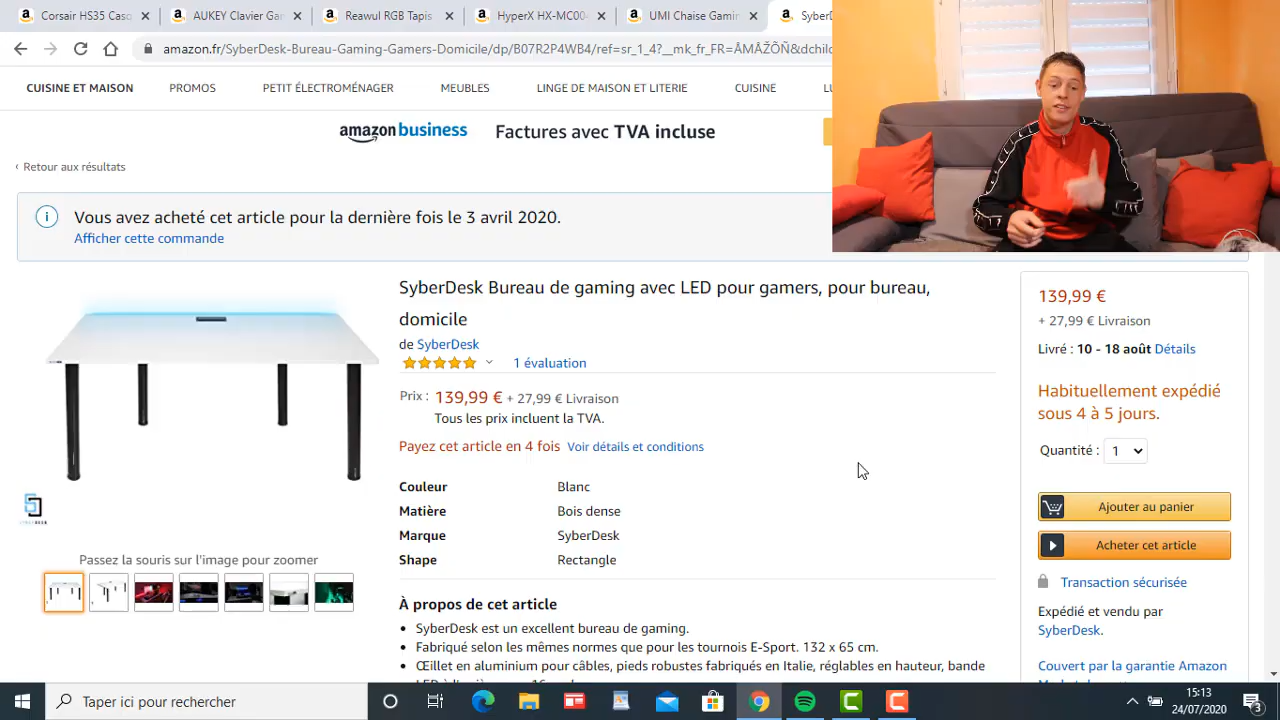 Corsair HS35 Casq
AUKEY Clavier Gan
Reawul RGB Tapis
HyperX HX-MC004
UMI Chaise Gamin
SyberD
amazon.fr/SyberDesk-Bureau-Gaming-Gamers-Domicile/dp/B07R2P4WB4/ref=sr_1_4?__mk_fr_FR=ÅMÅŽÕÑ&dchild
CUISINE ET MAISON PROMOS PETIT ÉLECTROMÉNAGER MEUBLES LINGE DE MAISON ET LITERIE CUISINE LU
amazon business Factures avec TVA incluse
‹ Retour aux résultats
Vous avez acheté cet article pour la dernière fois le 3 avril 2020.
Afficher cette commande
SyberDesk Bureau de gaming avec LED pour gamers, pour bureau,
domicile
de SyberDesk
1 évaluation
Prix : 139,99 € + 27,99 € Livraison
Tous les prix incluent la TVA.
Payez cet article en 4 fois Voir détails et conditions
Couleur Blanc
Matière Bois dense
Marque SyberDesk
Shape Rectangle
À propos de cet article
• SyberDesk est un excellent bureau de gaming.
• Fabriqué selon les mêmes normes que pour les tournois E-Sport. 132 x 65 cm.
• Œillet en aluminium pour câbles, pieds robustes fabriqués en Italie, réglables en hauteur, bande
Passez la souris sur l'image pour zoomer
139,99 €
+ 27,99 € Livraison
Livré : 10 - 18 août Détails
Habituellement expédié
sous 4 à 5 jours.
Quantité : 1
Ajouter au panier
Acheter cet article
Transaction sécurisée
Expédié et vendu par
SyberDesk.
Couvert par la garantie Amazon
Taper ici pour rechercher
15:13
24/07/2020
3